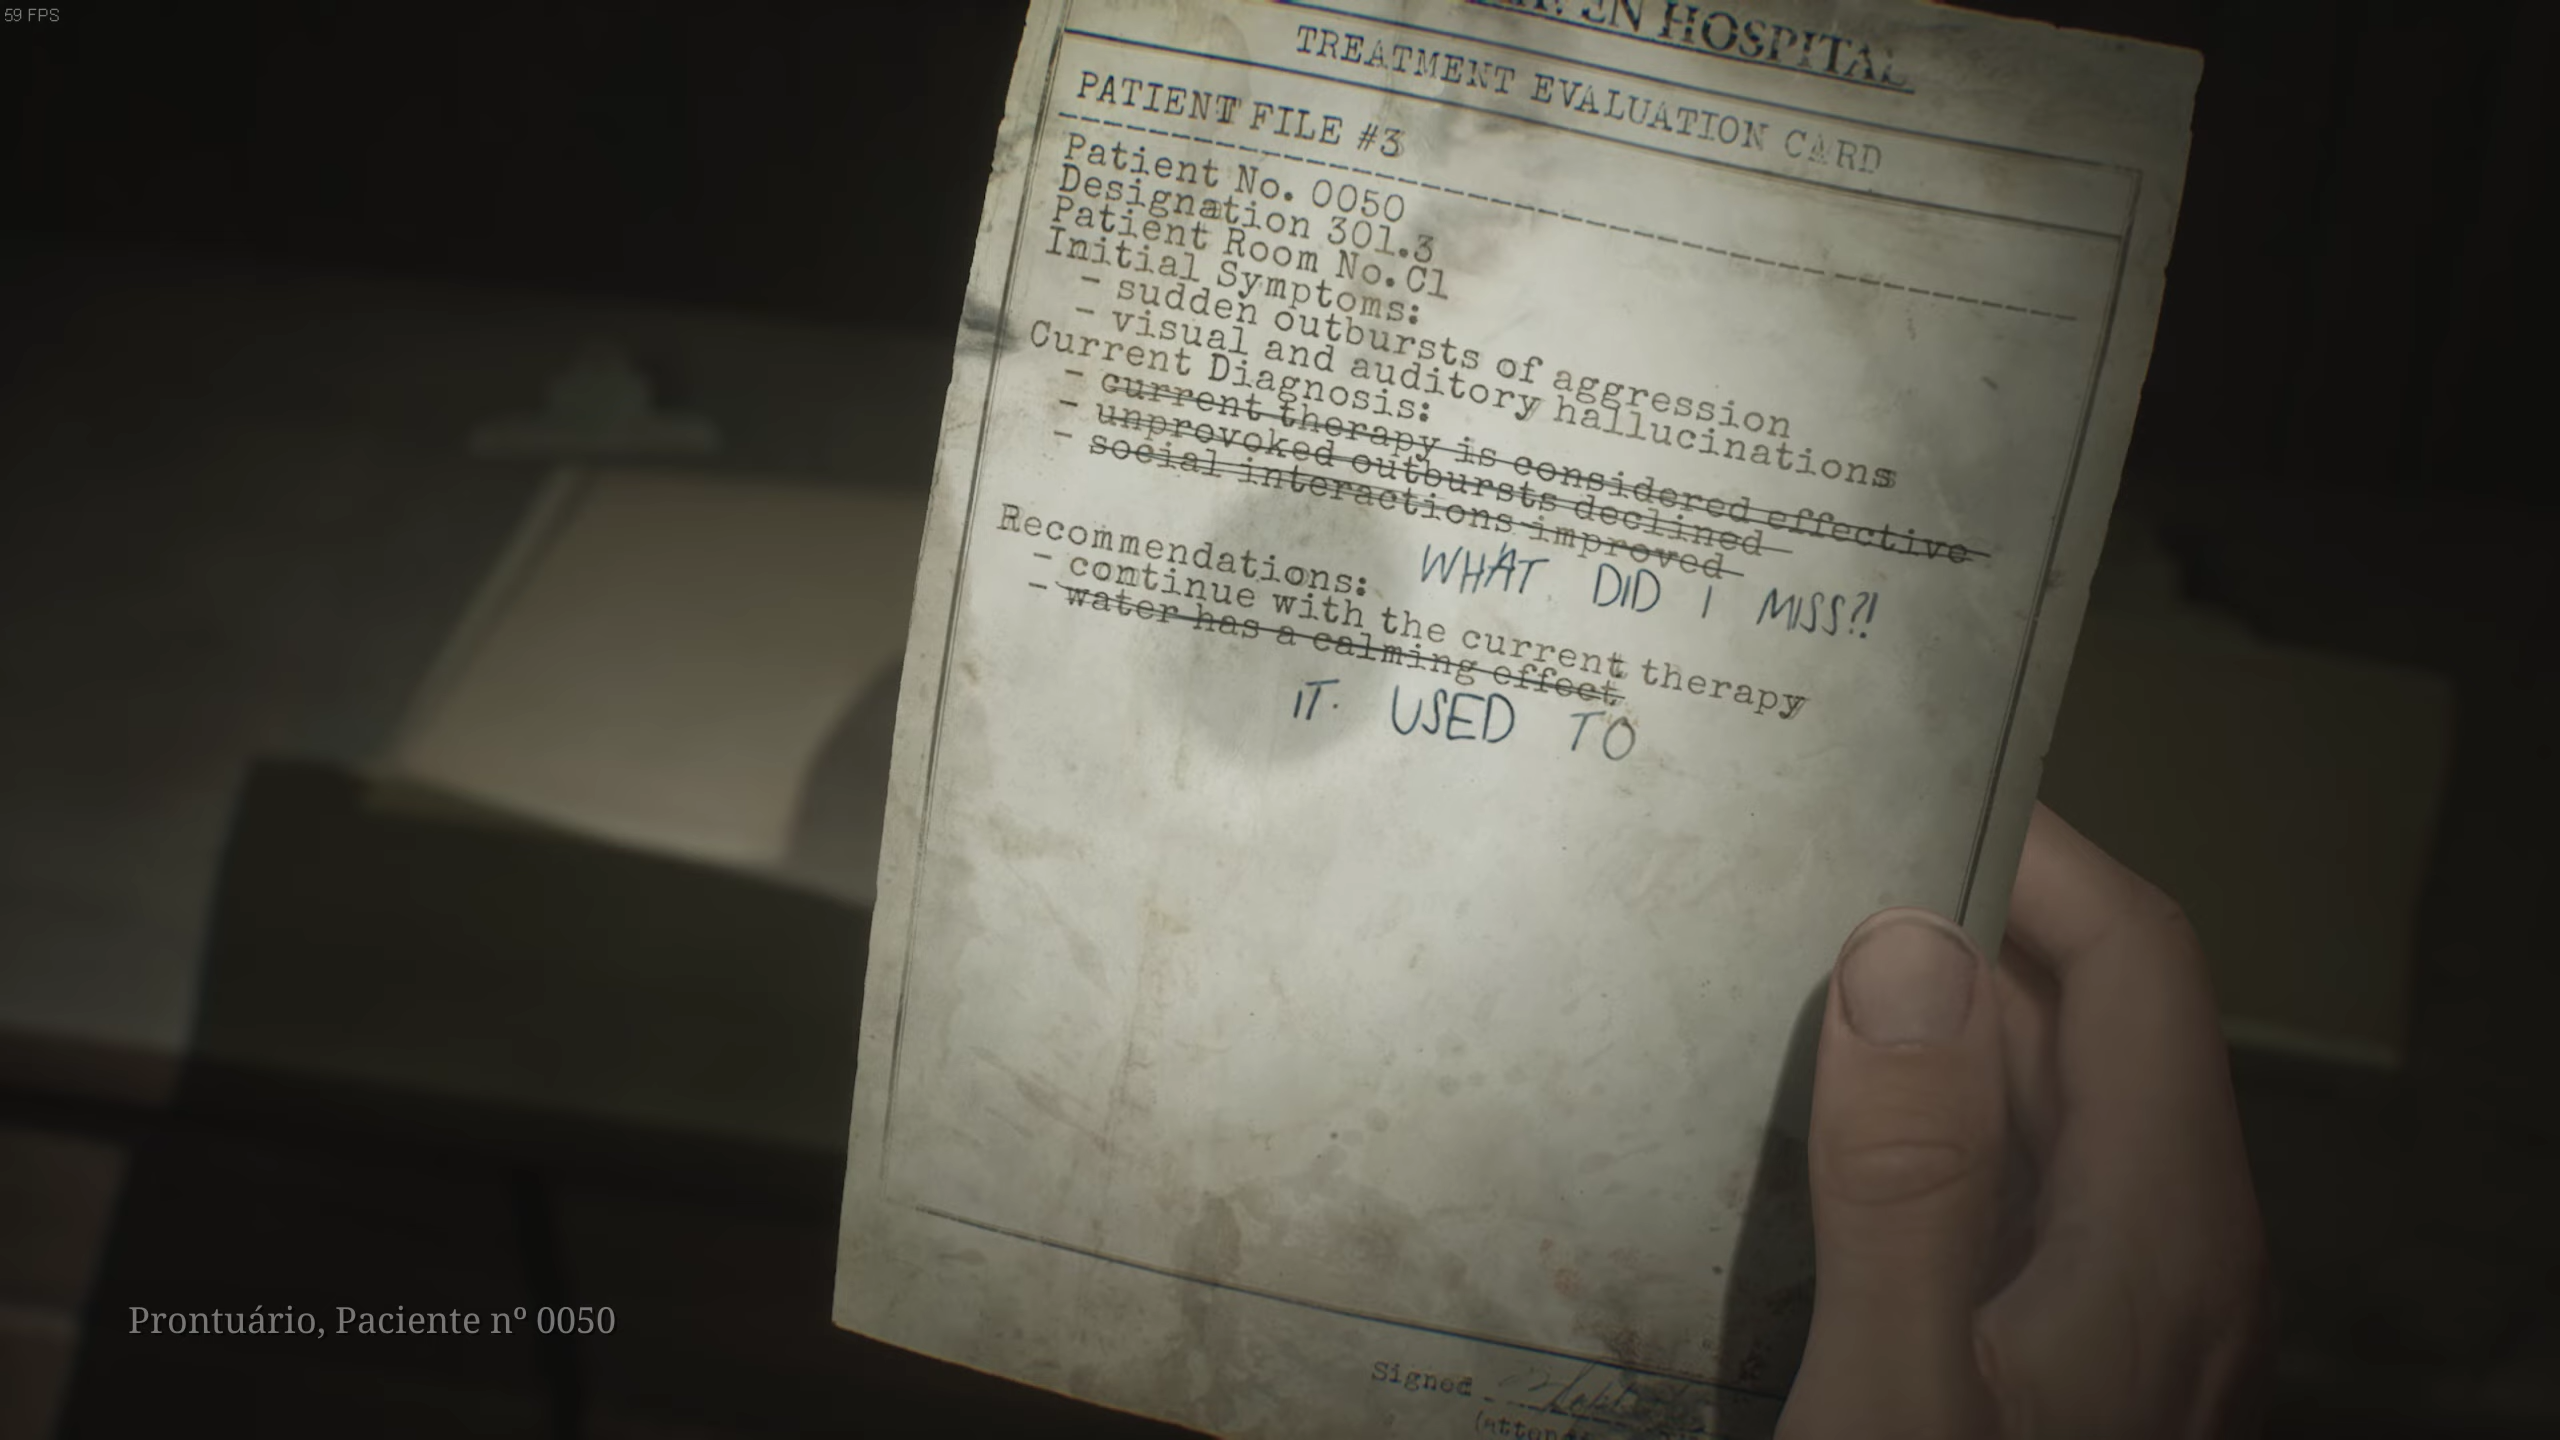 59 FPS
HOSPITAL
TREATMENT EVALUATION CARD
PATIENT FILE #3
Patient No. 0050
Designation 301.3
Patient Room No.C1
Initial Symptoms:
- sudden outbursts of aggression
- visual and auditory hallucinations
Current Diagnosis:
- current therapy is considered effective
- unprovoked outbursts declined
- social interactions improved
WHAT DID I MISS?!
Recommendations:
- continue with the current therapy
- water has a calming effect
IT USED TO
Signed
Prontuário, Paciente nº 0050